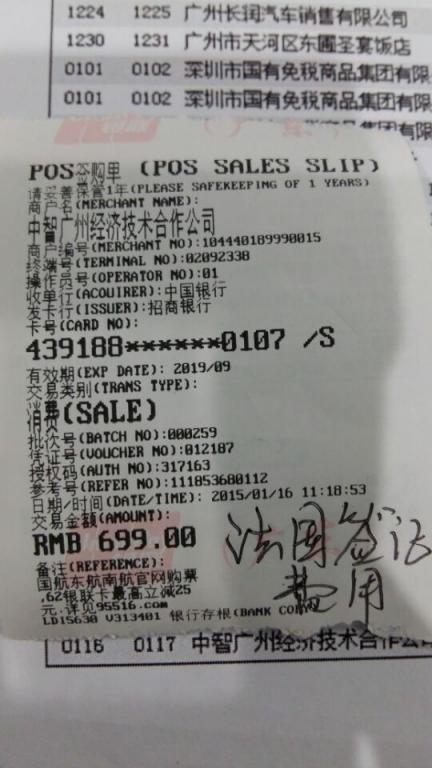 1224 1225 广州长润汽车销售有限公司
1230 1231 广州市天河区东圃圣宴饭店
0101 0102 深圳市国有免税商品集团有限
0101 0102 深圳市国有免税商品集团有限
POS签购单 (POS SALES SLIP)
请妥善保管1年(PLEASE SAFEKEEPING OF 1 YEARS)
商户名(MERCHANT NAME):
中智广州经济技术合作公司
商户编号(MERCHANT NO):104440189990015
终端号(TERMINAL NO):02092338
操作员号(OPERATOR NO):01
收单行(ACQUIRER):中国银行
发卡行(ISSUER):招商银行
卡号(CARD NO):
439188******0107 /S
有效期(EXP DATE): 2019/09
交易类别(TRANS TYPE):
消费(SALE)
批次号(BATCH NO):000259
凭证号(VOUCHER NO):012187
授权码(AUTH NO):317163
参考号(REFER NO):111853680112
日期/时间(DATE/TIME): 2015/01/16 11:18:53
交易金额(AMOUNT):
RMB 699.00
法国签证
费用
备注(REFERENCE):
国航东航南航官网购票
,62银联卡最高立减25
元.详见95516.com
LD15630 V313401 银行存根(BANK COPY)
0116 0117 中智广州经济技术合作公